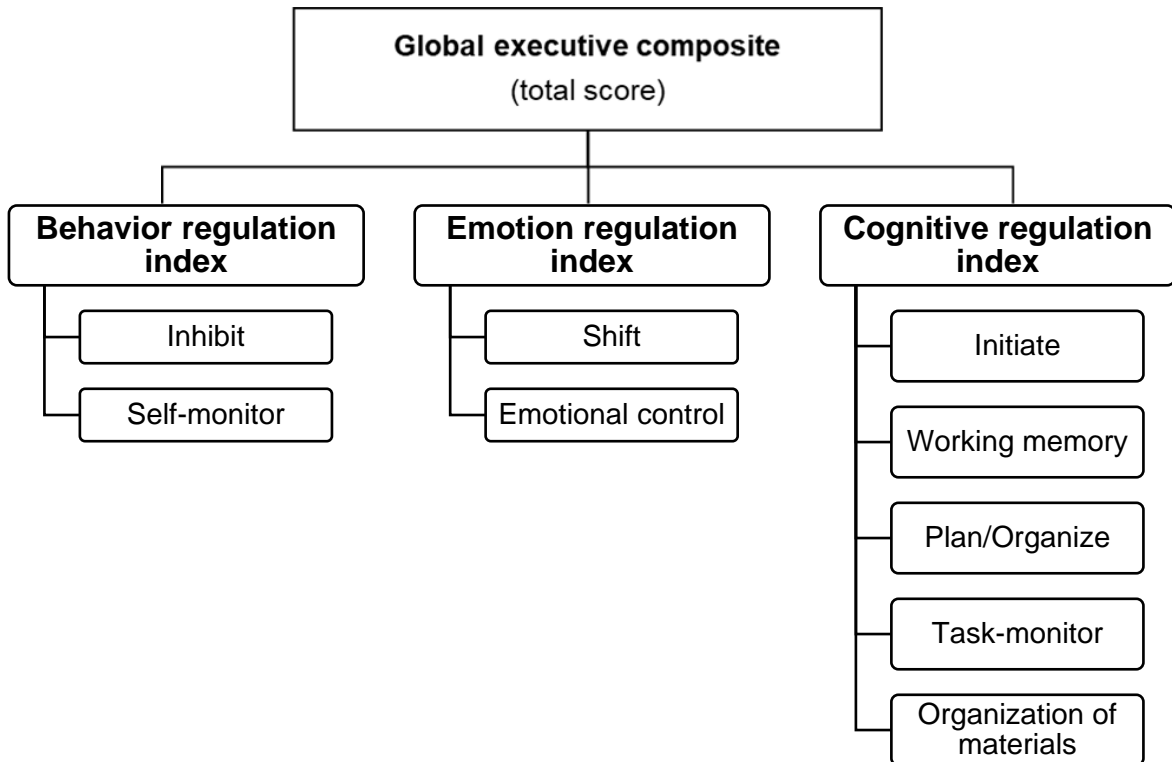 Global executive composite
(total score)
Behavior regulation
index
Inhibit
Self-monitor
Emotion regulation
index
Shift
Emotional control
Cognitive regulation
index
Initiate
Working memory
Plan/Organize
Task-monitor
Organization of
materials